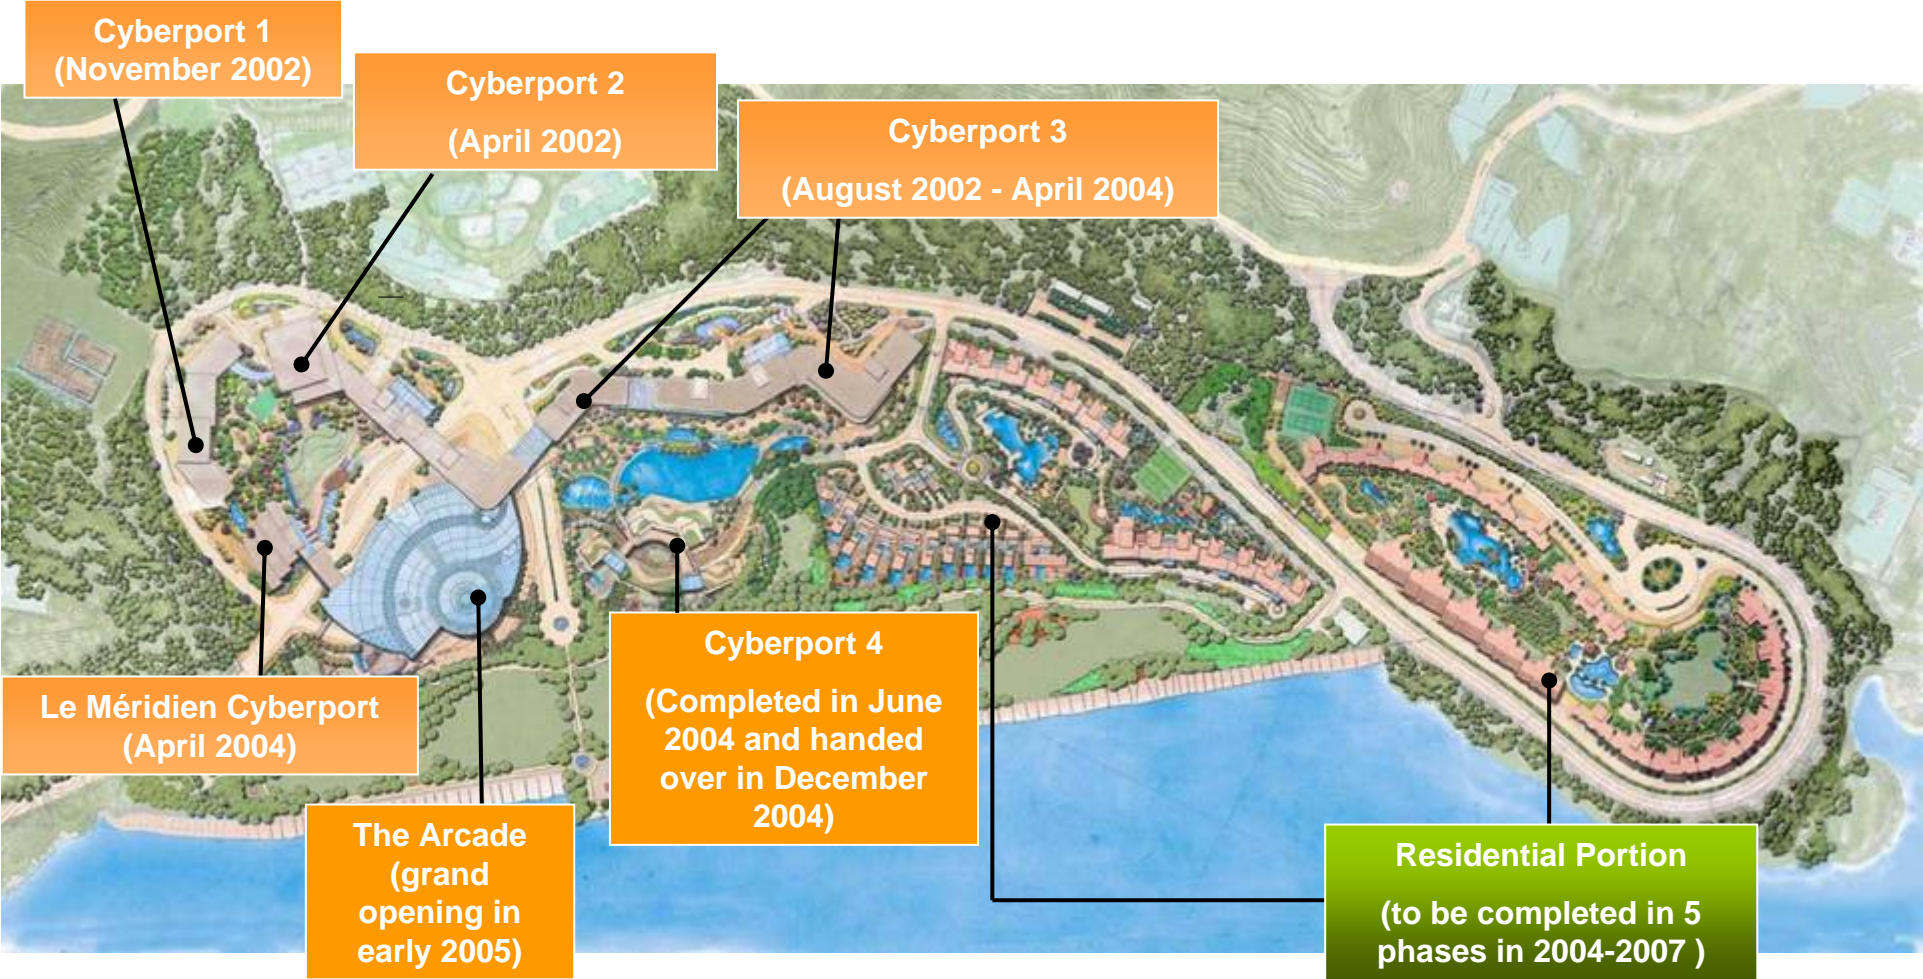 Cyberport 1
(November 2002)
Cyberport 2
(April 2002)
Cyberport 3
(August 2002 - April 2004)
Le Méridien Cyberport
(April 2004)
The Arcade
(grand
opening in
early 2005)
Cyberport 4
(Completed in June
2004 and handed
over in December
2004)
Residential Portion
(to be completed in 5
phases in 2004-2007 )